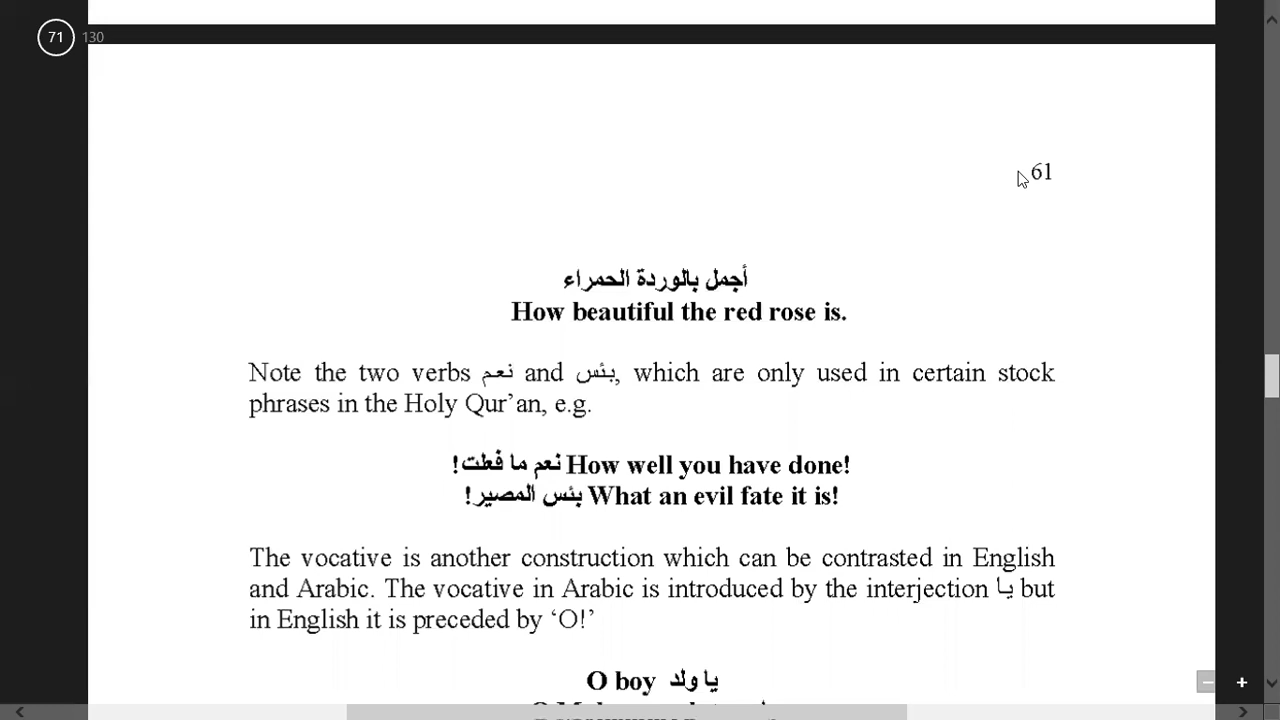 71 130
61
أجمل بالوردة الحمراء
How beautiful the red rose is.
Note the two verbs نعم and بئس, which are only used in certain stock
phrases in the Holy Qur’an, e.g.
نعم ما فعلت! How well you have done!
بئس المصير! What an evil fate it is!
The vocative is another construction which can be contrasted in English
and Arabic. The vocative in Arabic is introduced by the interjection يا but
in English it is preceded by ‘O!’
O boy يا ولد